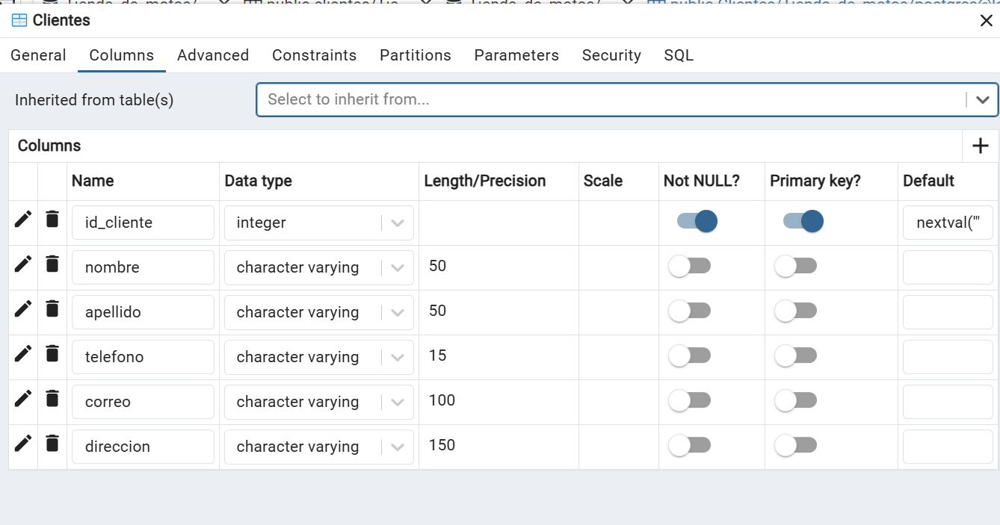 Clientes
General Columns Advanced Constraints Partitions Parameters Security SQL
Inherited from table(s) Select to inherit from...
Columns
Name Data type Length/Precision Scale Not NULL? Primary key? Default
id_cliente integer nextval('"
nombre character varying 50
apellido character varying 50
telefono character varying 15
correo character varying 100
direccion character varying 150